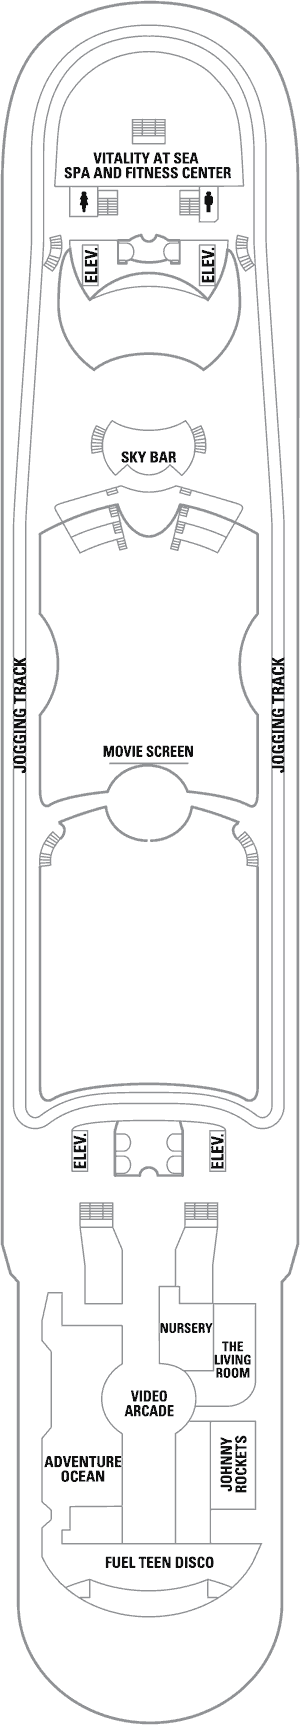 VITALITY AT SEA
SPA AND FITNESS CENTER
ELEV.
ELEV.
SKY BAR
JOGGING TRACK
JOGGING TRACK
MOVIE SCREEN
ELEV.
ELEV.
NURSERY
THE
LIVING
ROOM
VIDEO
ARCADE
ADVENTURE
OCEAN
JOHNNY
ROCKETS
FUEL TEEN DISCO